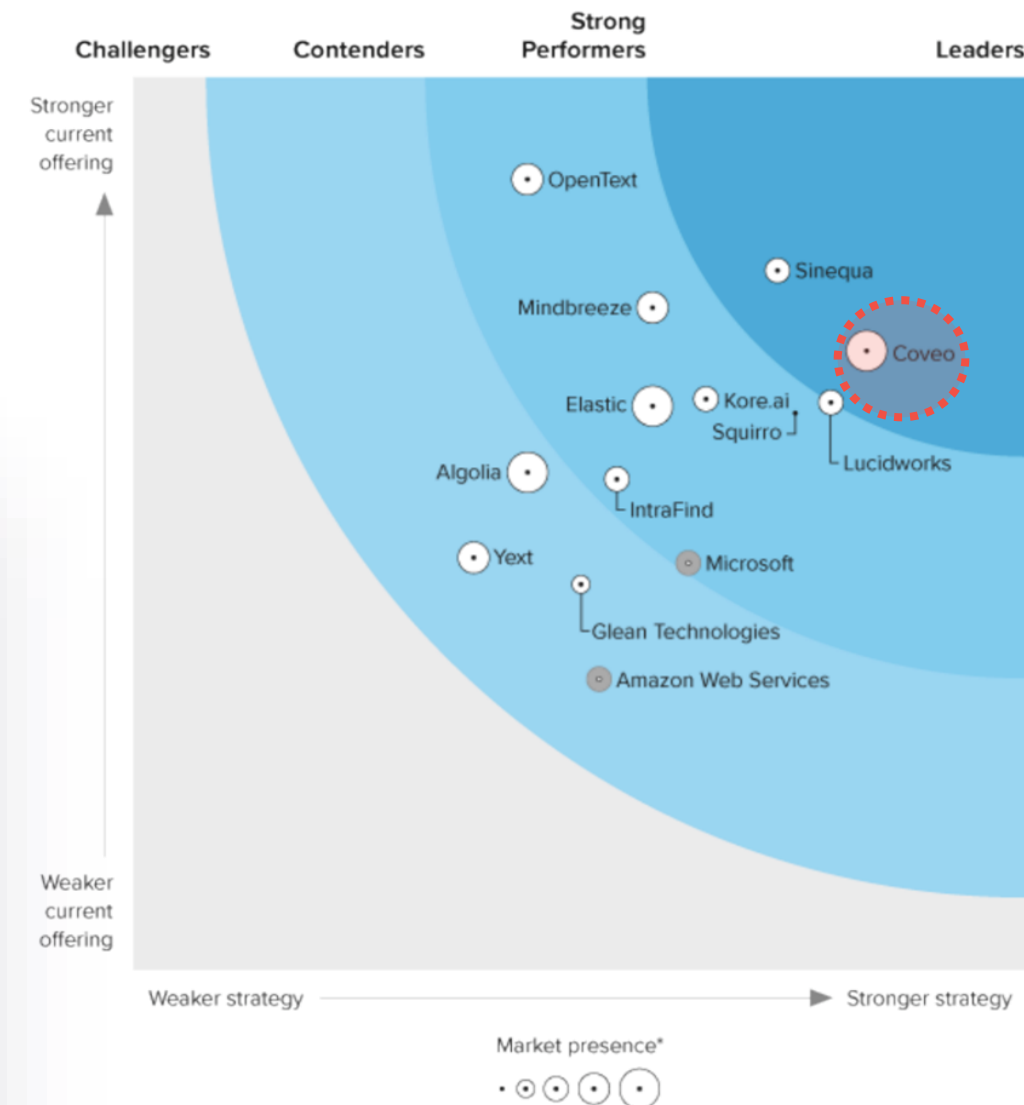 Challengers
Contenders
Strong
Performers
Leaders
Stronger
current
offering
OpenText
Sinequa
Mindbreeze
Coveo
Elastic
Kore.ai
Squirro
Lucidworks
Algolia
IntraFind
Yext
Microsoft
Glean Technologies
Amazon Web Services
Weaker
current
offering
Weaker strategy
Stronger strategy
Market presence*